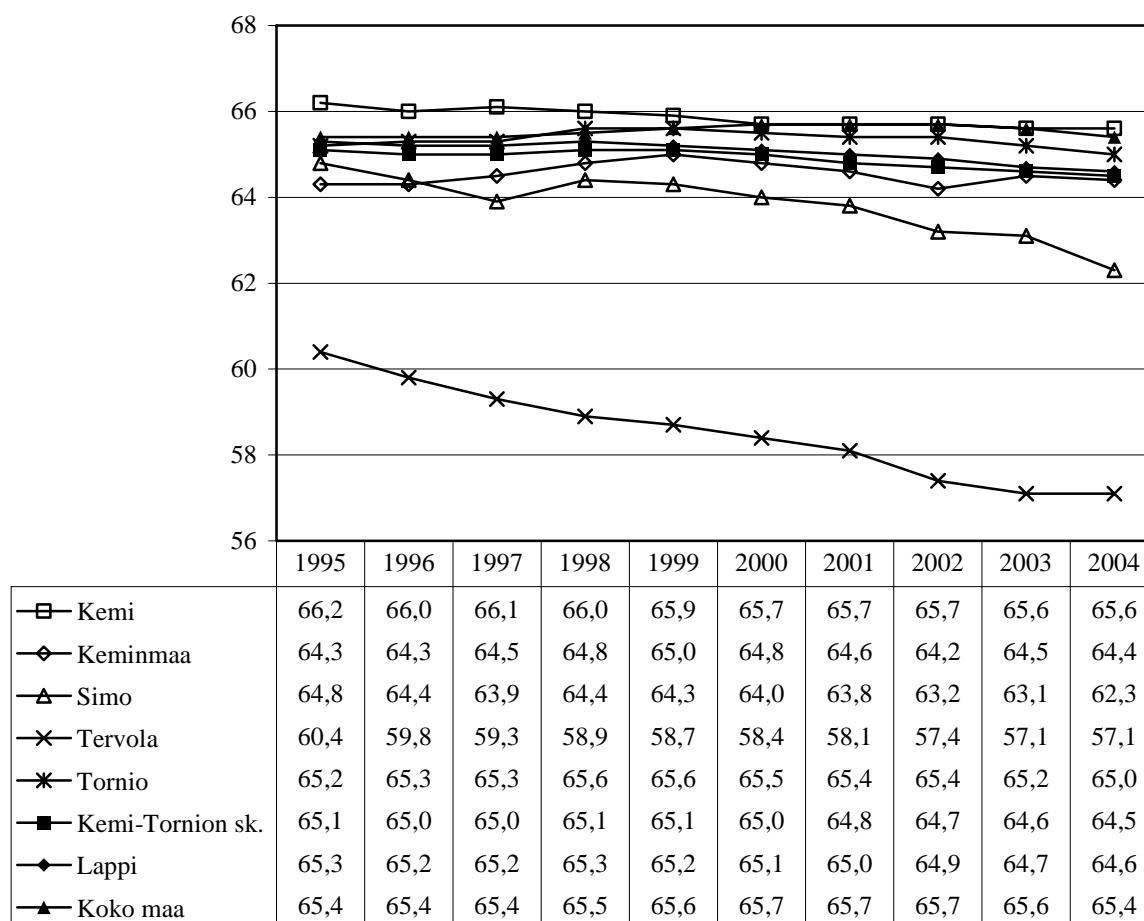 68
66
64
62
60
58
56
1995 1996 1997 1998 1999 2000 2001 2002 2003 2004
Kemi 66,2 66,0 66,1 66,0 65,9 65,7 65,7 65,7 65,6 65,6
Keminmaa 64,3 64,3 64,5 64,8 65,0 64,8 64,6 64,2 64,5 64,4
Simo 64,8 64,4 63,9 64,4 64,3 64,0 63,8 63,2 63,1 62,3
Tervola 60,4 59,8 59,3 58,9 58,7 58,4 58,1 57,4 57,1 57,1
Tornio 65,2 65,3 65,3 65,6 65,6 65,5 65,4 65,4 65,2 65,0
Kemi-Tornion sk. 65,1 65,0 65,0 65,1 65,1 65,0 64,8 64,7 64,6 64,5
Lappi 65,3 65,2 65,2 65,3 65,2 65,1 65,0 64,9 64,7 64,6
Koko maa 65,4 65,4 65,4 65,5 65,6 65,7 65,7 65,7 65,6 65,4